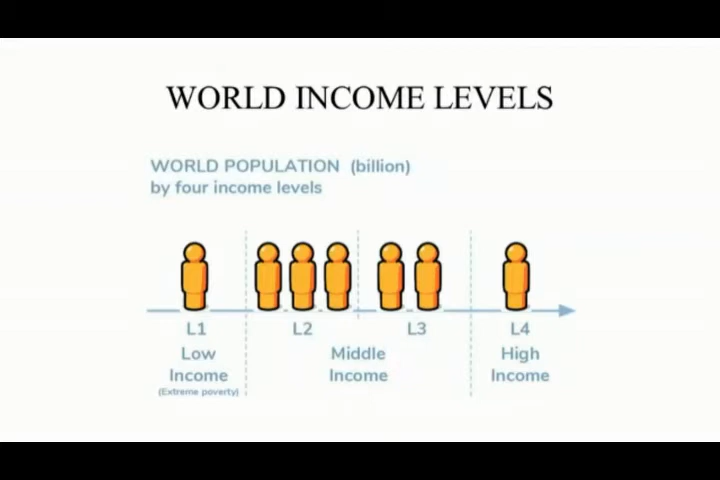 WORLD INCOME LEVELS
WORLD POPULATION (billion)
by four income levels
L1
L2
L3
L4
Low
Income
(Extreme poverty)
Middle
Income
High
Income